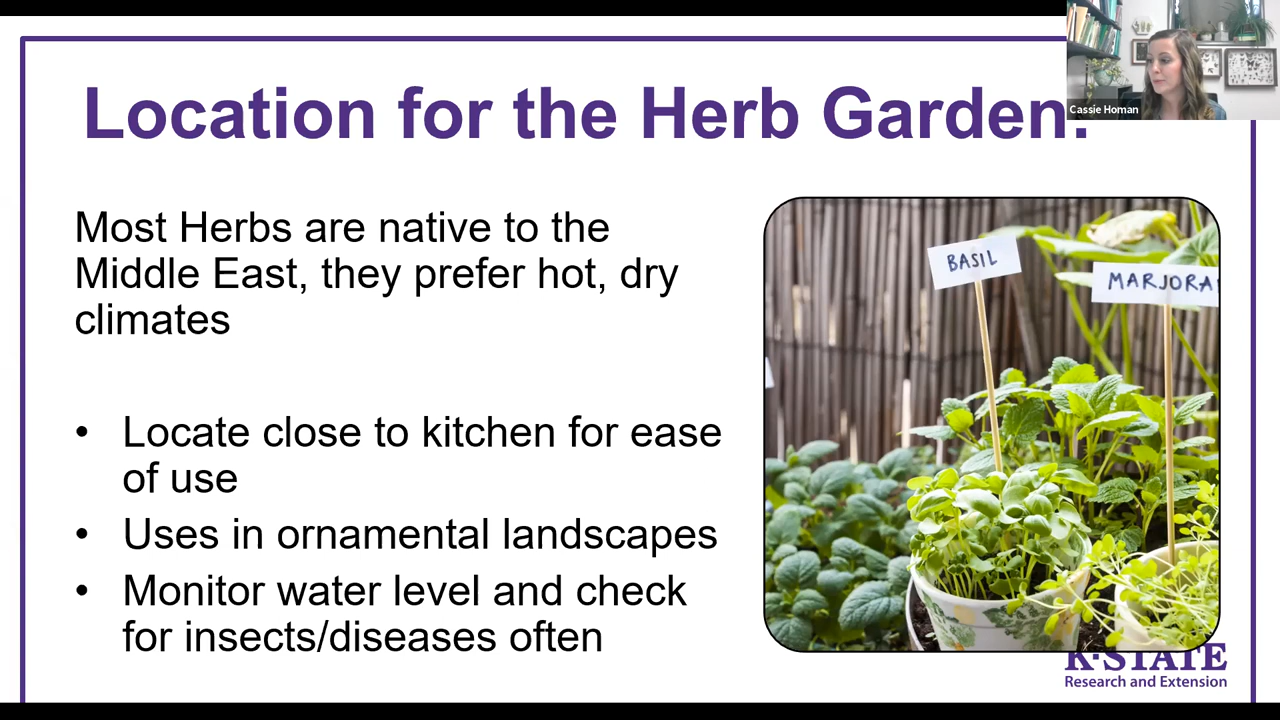 Location for the Herb Garden:
Cassie Homan
Most Herbs are native to the
Middle East, they prefer hot, dry
climates
• Locate close to kitchen for ease
of use
• Uses in ornamental landscapes
• Monitor water level and check
for insects/diseases often
BASIL
MARJORA
K-STATE
Research and Extension